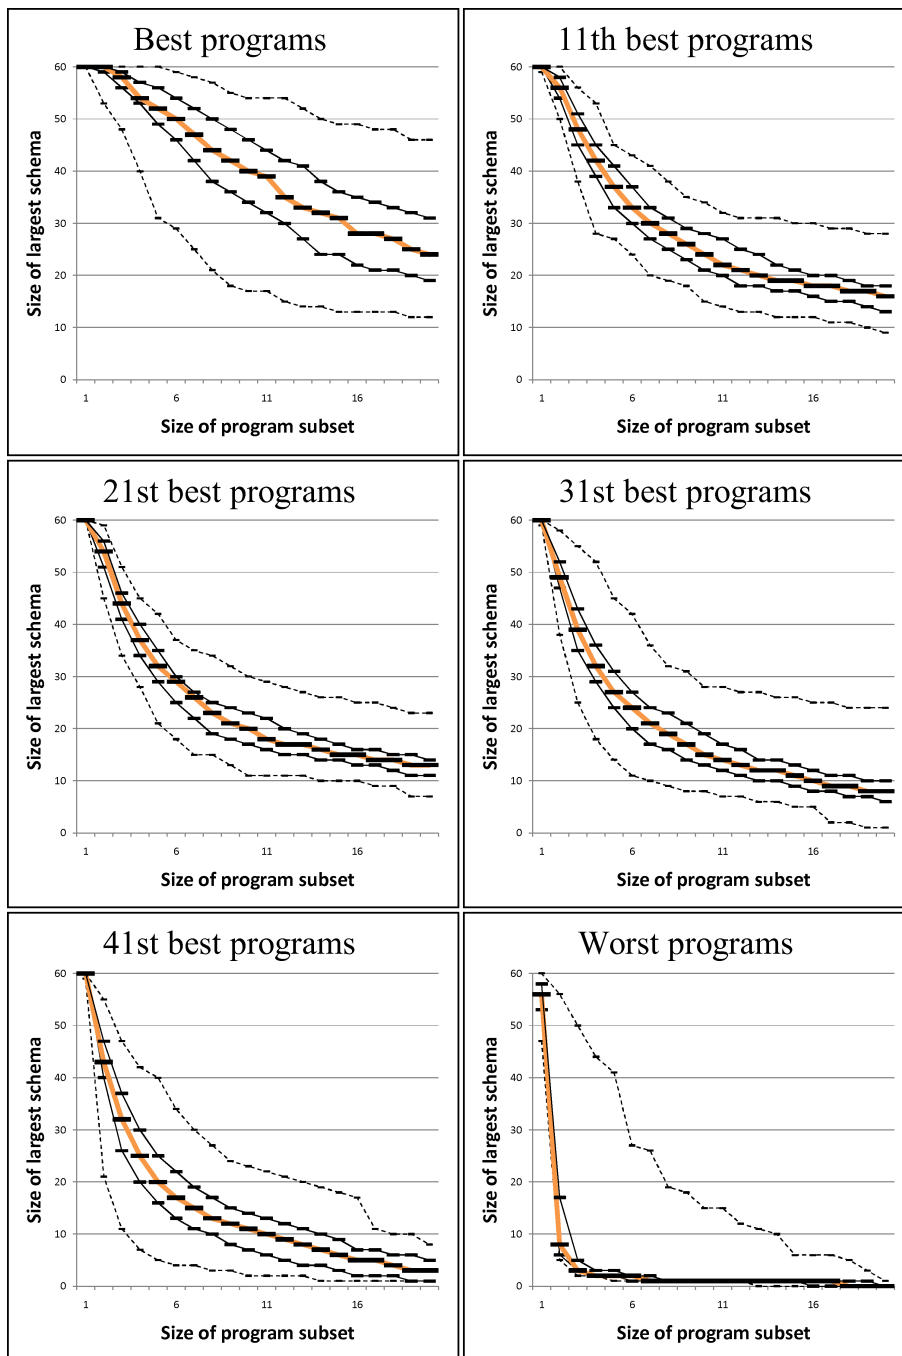 Best programs
Size of largest schema
60
50
40
30
20
10
0
1 6 11 16
Size of program subset
11th best programs
Size of largest schema
60
50
40
30
20
10
0
1 6 11 16
Size of program subset
21st best programs
Size of largest schema
60
50
40
30
20
10
0
1 6 11 16
Size of program subset
31st best programs
Size of largest schema
60
50
40
30
20
10
0
1 6 11 16
Size of program subset
41st best programs
Size of largest schema
60
50
40
30
20
10
0
1 6 11 16
Size of program subset
Worst programs
Size of largest schema
60
50
40
30
20
10
0
1 6 11 16
Size of program subset